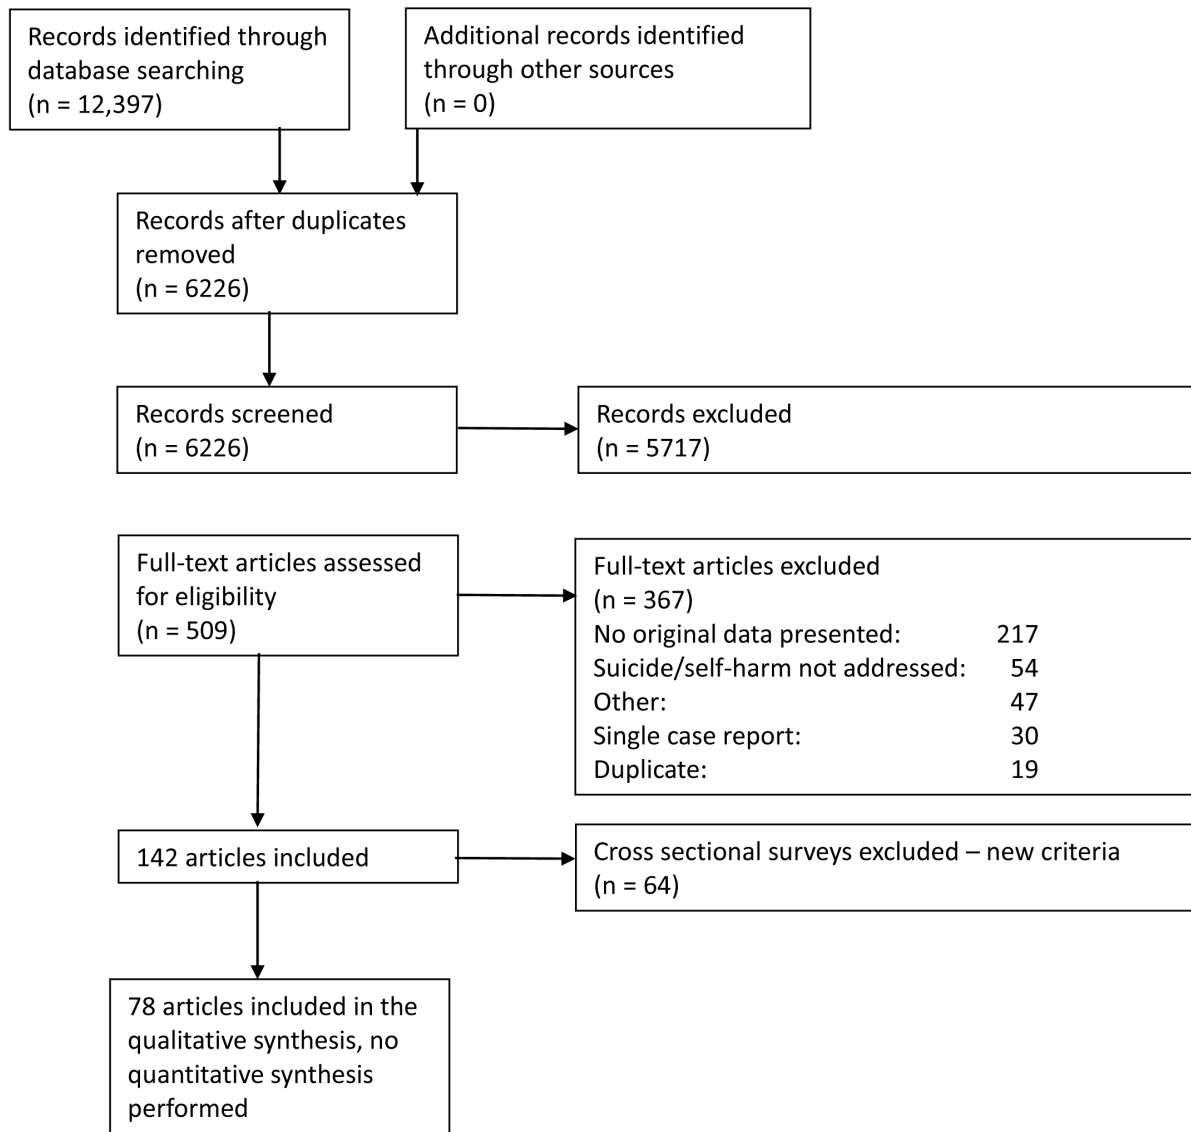 Records identified through
database searching
(n = 12,397)
Additional records identified
through other sources
(n = 0)
Records after duplicates
removed
(n = 6226)
Records screened
(n = 6226)
Records excluded
(n = 5717)
Full-text articles assessed
for eligibility
(n = 509)
Full-text articles excluded
(n = 367)
No original data presented: 217
Suicide/self-harm not addressed: 54
Other: 47
Single case report: 30
Duplicate: 19
142 articles included
Cross sectional surveys excluded – new criteria
(n = 64)
78 articles included in the
qualitative synthesis, no
quantitative synthesis
performed